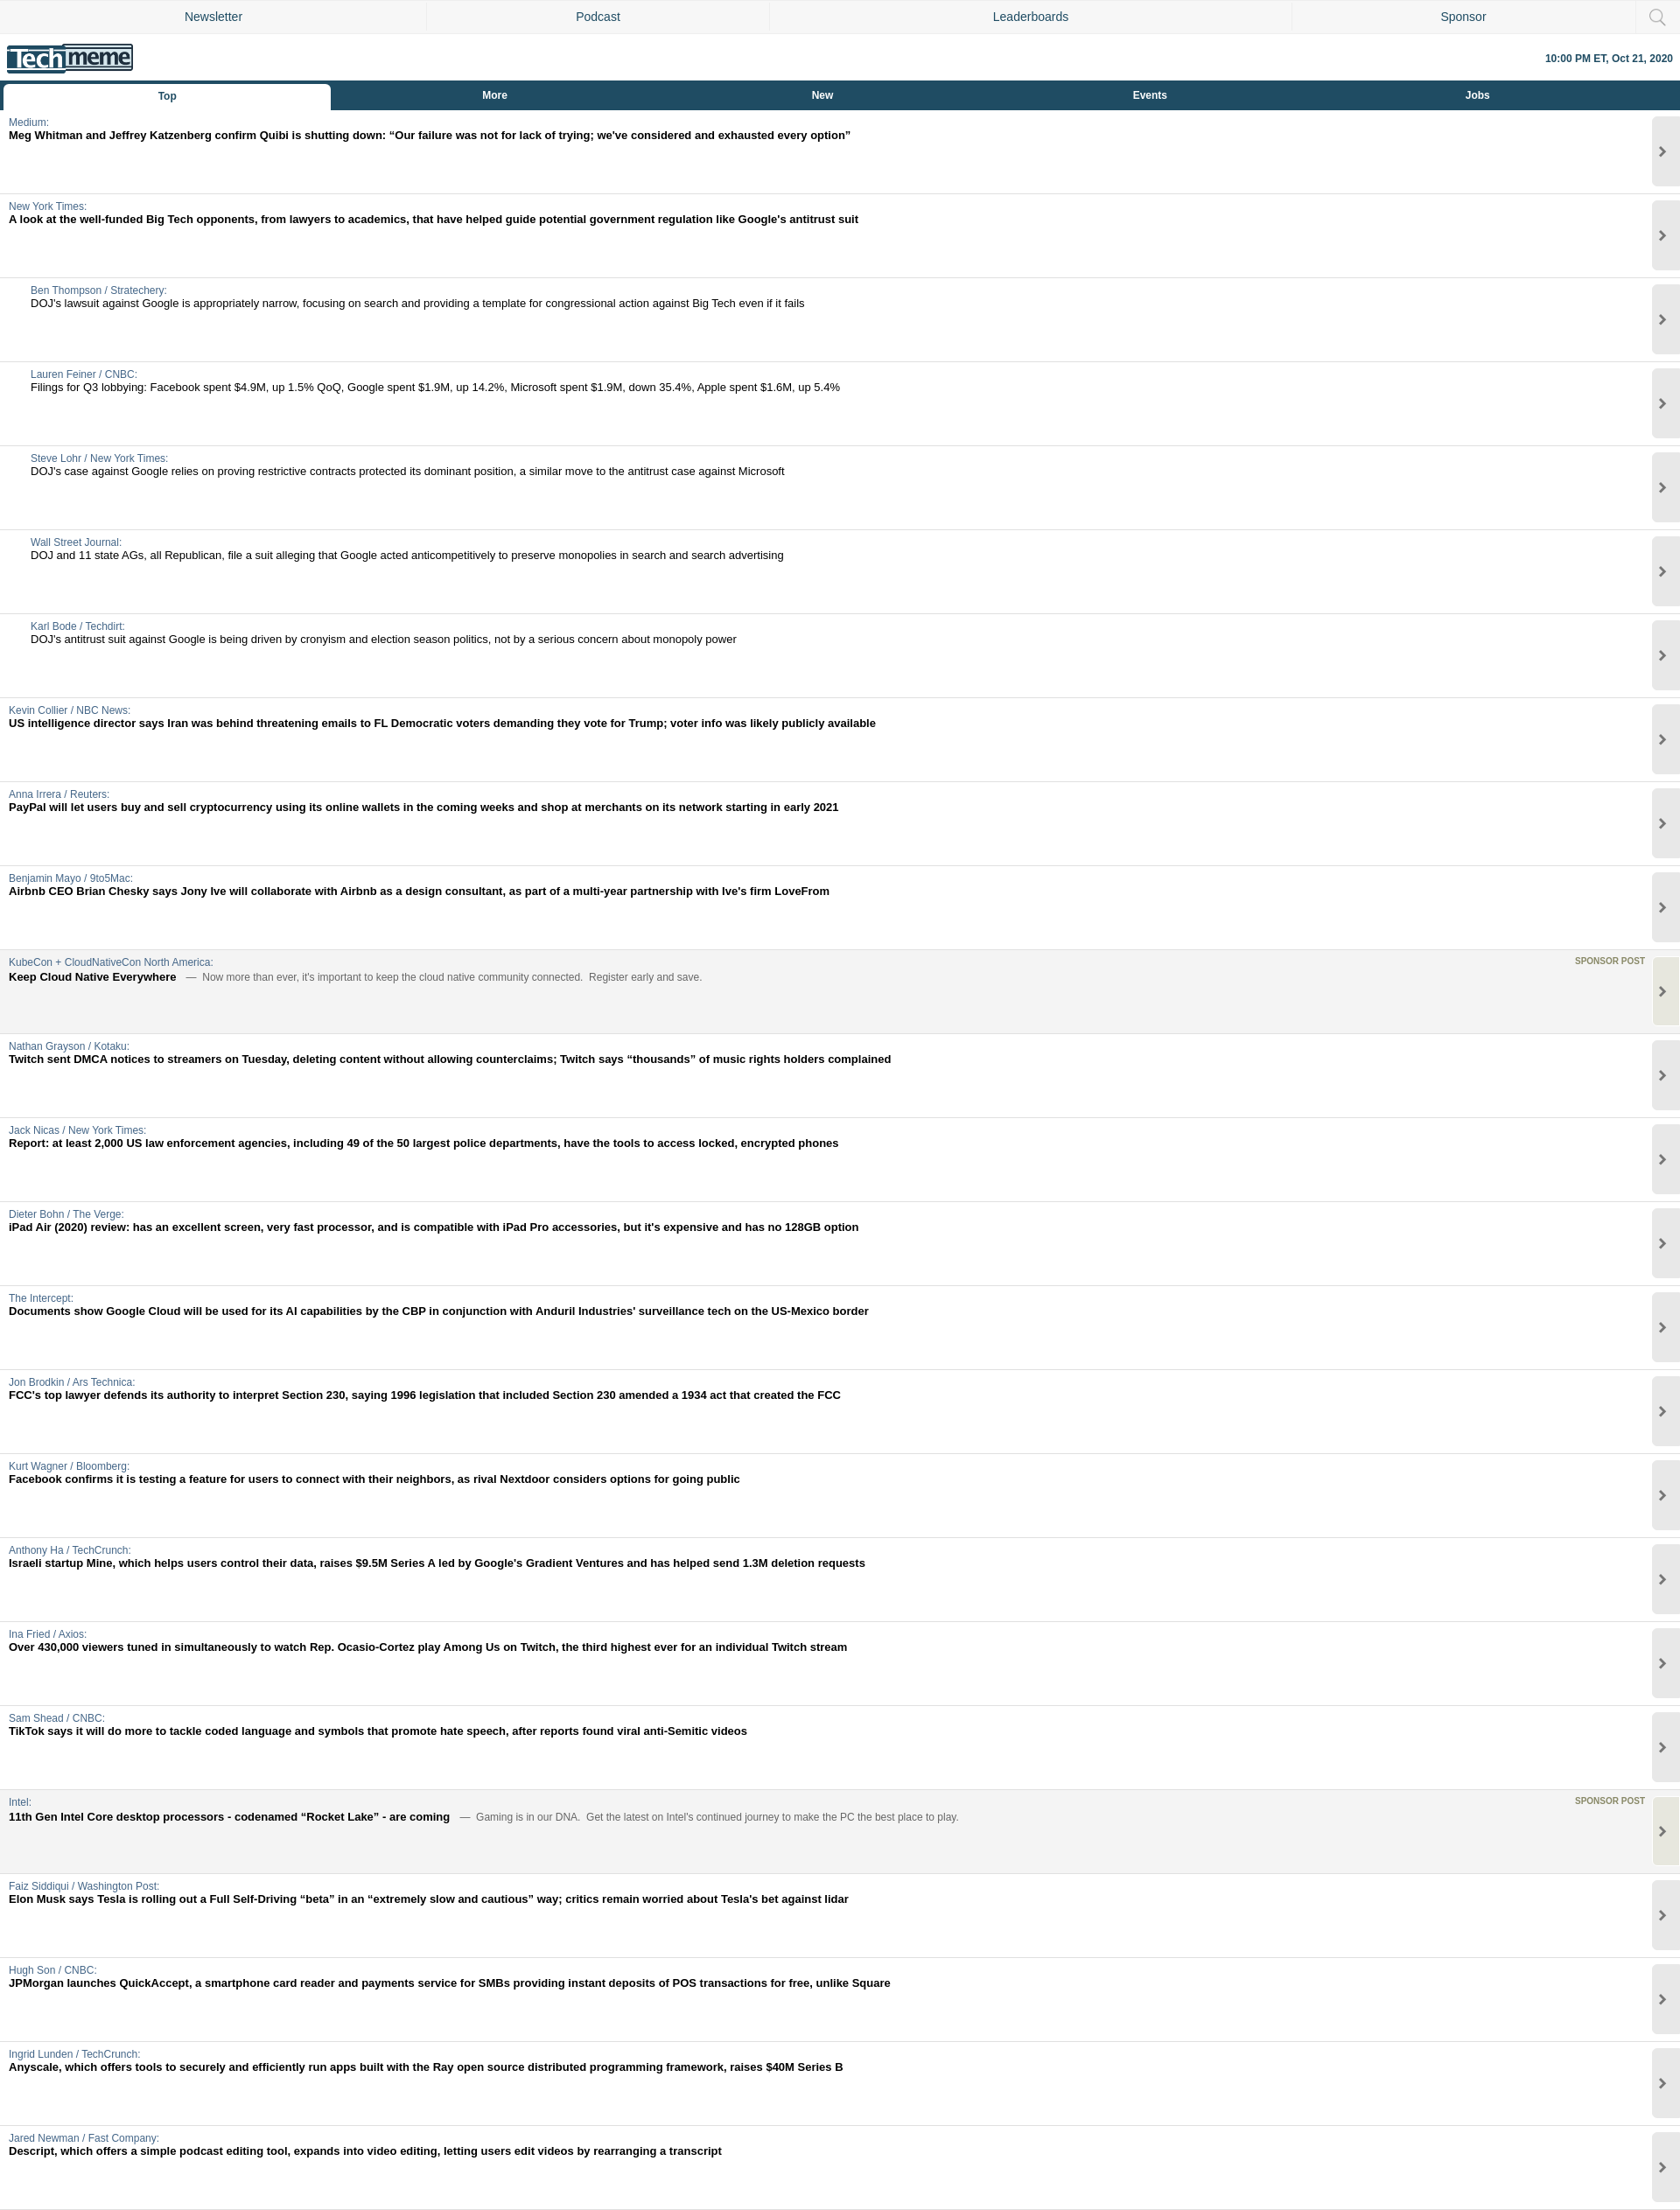 Newsletter
Podcast
Leaderboards
Sponsor
Techmeme
10:00 PM ET, Oct 21, 2020
Top
More
New
Events
Jobs
Medium:
Meg Whitman and Jeffrey Katzenberg confirm Quibi is shutting down: “Our failure was not for lack of trying; we've considered and exhausted every option”
New York Times:
A look at the well-funded Big Tech opponents, from lawyers to academics, that have helped guide potential government regulation like Google's antitrust suit
Ben Thompson / Stratechery:
DOJ's lawsuit against Google is appropriately narrow, focusing on search and providing a template for congressional action against Big Tech even if it fails
Lauren Feiner / CNBC:
Filings for Q3 lobbying: Facebook spent $4.9M, up 1.5% QoQ, Google spent $1.9M, up 14.2%, Microsoft spent $1.9M, down 35.4%, Apple spent $1.6M, up 5.4%
Steve Lohr / New York Times:
DOJ's case against Google relies on proving restrictive contracts protected its dominant position, a similar move to the antitrust case against Microsoft
Wall Street Journal:
DOJ and 11 state AGs, all Republican, file a suit alleging that Google acted anticompetitively to preserve monopolies in search and search advertising
Karl Bode / Techdirt:
DOJ's antitrust suit against Google is being driven by cronyism and election season politics, not by a serious concern about monopoly power
Kevin Collier / NBC News:
US intelligence director says Iran was behind threatening emails to FL Democratic voters demanding they vote for Trump; voter info was likely publicly available
Anna Irrera / Reuters:
PayPal will let users buy and sell cryptocurrency using its online wallets in the coming weeks and shop at merchants on its network starting in early 2021
Benjamin Mayo / 9to5Mac:
Airbnb CEO Brian Chesky says Jony Ive will collaborate with Airbnb as a design consultant, as part of a multi-year partnership with Ive's firm LoveFrom
KubeCon + CloudNativeCon North America:
SPONSOR POST
Keep Cloud Native Everywhere — Now more than ever, it's important to keep the cloud native community connected. Register early and save.
Nathan Grayson / Kotaku:
Twitch sent DMCA notices to streamers on Tuesday, deleting content without allowing counterclaims; Twitch says “thousands” of music rights holders complained
Jack Nicas / New York Times:
Report: at least 2,000 US law enforcement agencies, including 49 of the 50 largest police departments, have the tools to access locked, encrypted phones
Dieter Bohn / The Verge:
iPad Air (2020) review: has an excellent screen, very fast processor, and is compatible with iPad Pro accessories, but it's expensive and has no 128GB option
The Intercept:
Documents show Google Cloud will be used for its AI capabilities by the CBP in conjunction with Anduril Industries' surveillance tech on the US-Mexico border
Jon Brodkin / Ars Technica:
FCC's top lawyer defends its authority to interpret Section 230, saying 1996 legislation that included Section 230 amended a 1934 act that created the FCC
Kurt Wagner / Bloomberg:
Facebook confirms it is testing a feature for users to connect with their neighbors, as rival Nextdoor considers options for going public
Anthony Ha / TechCrunch:
Israeli startup Mine, which helps users control their data, raises $9.5M Series A led by Google's Gradient Ventures and has helped send 1.3M deletion requests
Ina Fried / Axios:
Over 430,000 viewers tuned in simultaneously to watch Rep. Ocasio-Cortez play Among Us on Twitch, the third highest ever for an individual Twitch stream
Sam Shead / CNBC:
TikTok says it will do more to tackle coded language and symbols that promote hate speech, after reports found viral anti-Semitic videos
Intel:
SPONSOR POST
11th Gen Intel Core desktop processors - codenamed “Rocket Lake” - are coming — Gaming is in our DNA. Get the latest on Intel's continued journey to make the PC the best place to play.
Faiz Siddiqui / Washington Post:
Elon Musk says Tesla is rolling out a Full Self-Driving “beta” in an “extremely slow and cautious” way; critics remain worried about Tesla's bet against lidar
Hugh Son / CNBC:
JPMorgan launches QuickAccept, a smartphone card reader and payments service for SMBs providing instant deposits of POS transactions for free, unlike Square
Ingrid Lunden / TechCrunch:
Anyscale, which offers tools to securely and efficiently run apps built with the Ray open source distributed programming framework, raises $40M Series B
Jared Newman / Fast Company:
Descript, which offers a simple podcast editing tool, expands into video editing, letting users edit videos by rearranging a transcript